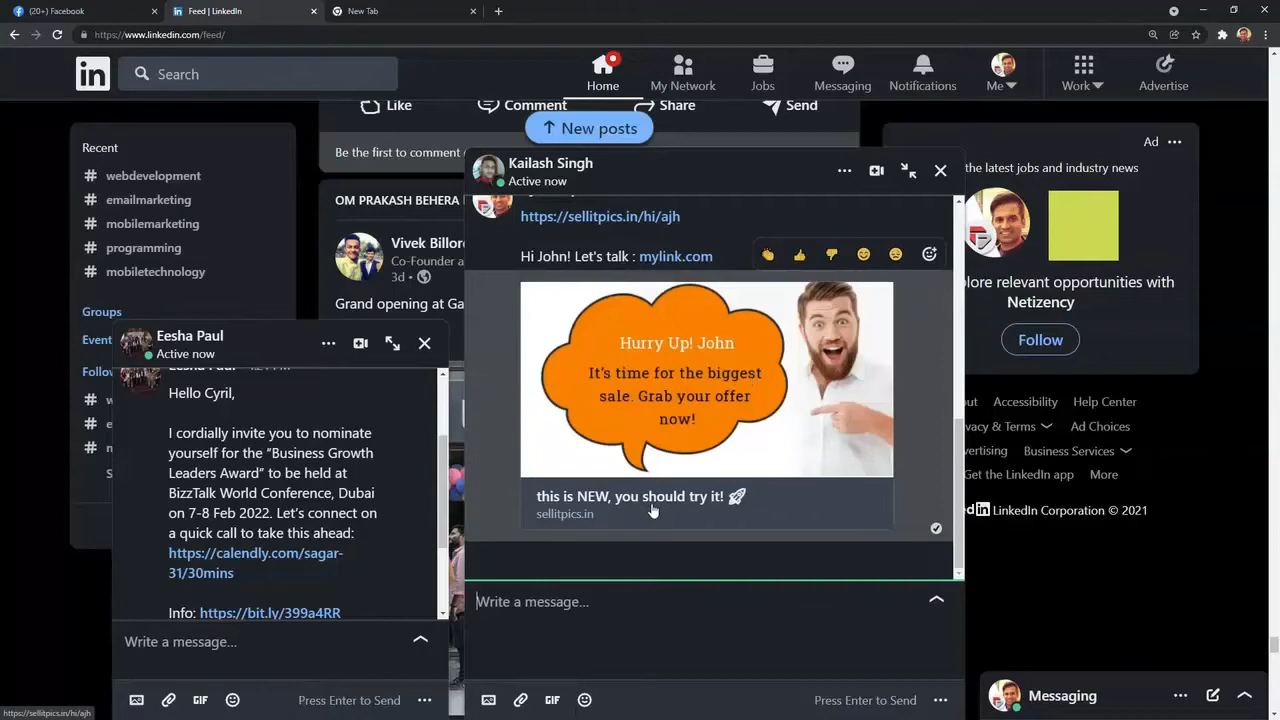 (20+) Facebook
Feed | LinkedIn
New Tab
https://www.linkedin.com/feed/
in
Search
Home
My Network
Jobs
Messaging
Notifications
Me
Work
Advertise
Like
Comment
Share
Send
New posts
Be the first to comment
Recent
# webdevelopment
# emailmarketing
# mobilemarketing
# programming
# mobiletechnology
Groups
Event
Follo
OM PRAKASH BEHERA
Vivek Billor
Co-Founder a
3d
Grand opening at Ga
Kailash Singh
Active now
https://sellitpics.in/hi/ajh
Hi John! Let's talk : mylink.com
Hurry Up! John
It's time for the biggest
sale. Grab your offer
now!
this is NEW, you should try it! 🚀
sellitpics.in
Write a message...
GIF
Press Enter to Send
Eesha Paul
Active now
Hello Cyril,
I cordially invite you to nominate
yourself for the "Business Growth
Leaders Award" to be held at
BizzTalk World Conference, Dubai
on 7-8 Feb 2022. Let's connect on
a quick call to take this ahead:
https://calendly.com/sagar-
31/30mins
Info: https://bit.ly/399a4RR
Write a message...
GIF
Press Enter to Send
Ad
the latest jobs and industry news
lore relevant opportunities with
Netizency
Follow
out
Accessibility
Help Center
vacy & Terms
Ad Choices
vertising
Business Services
Get the LinkedIn app
More
edin LinkedIn Corporation © 2021
Messaging
https://sellitpics.in/hi/ajh